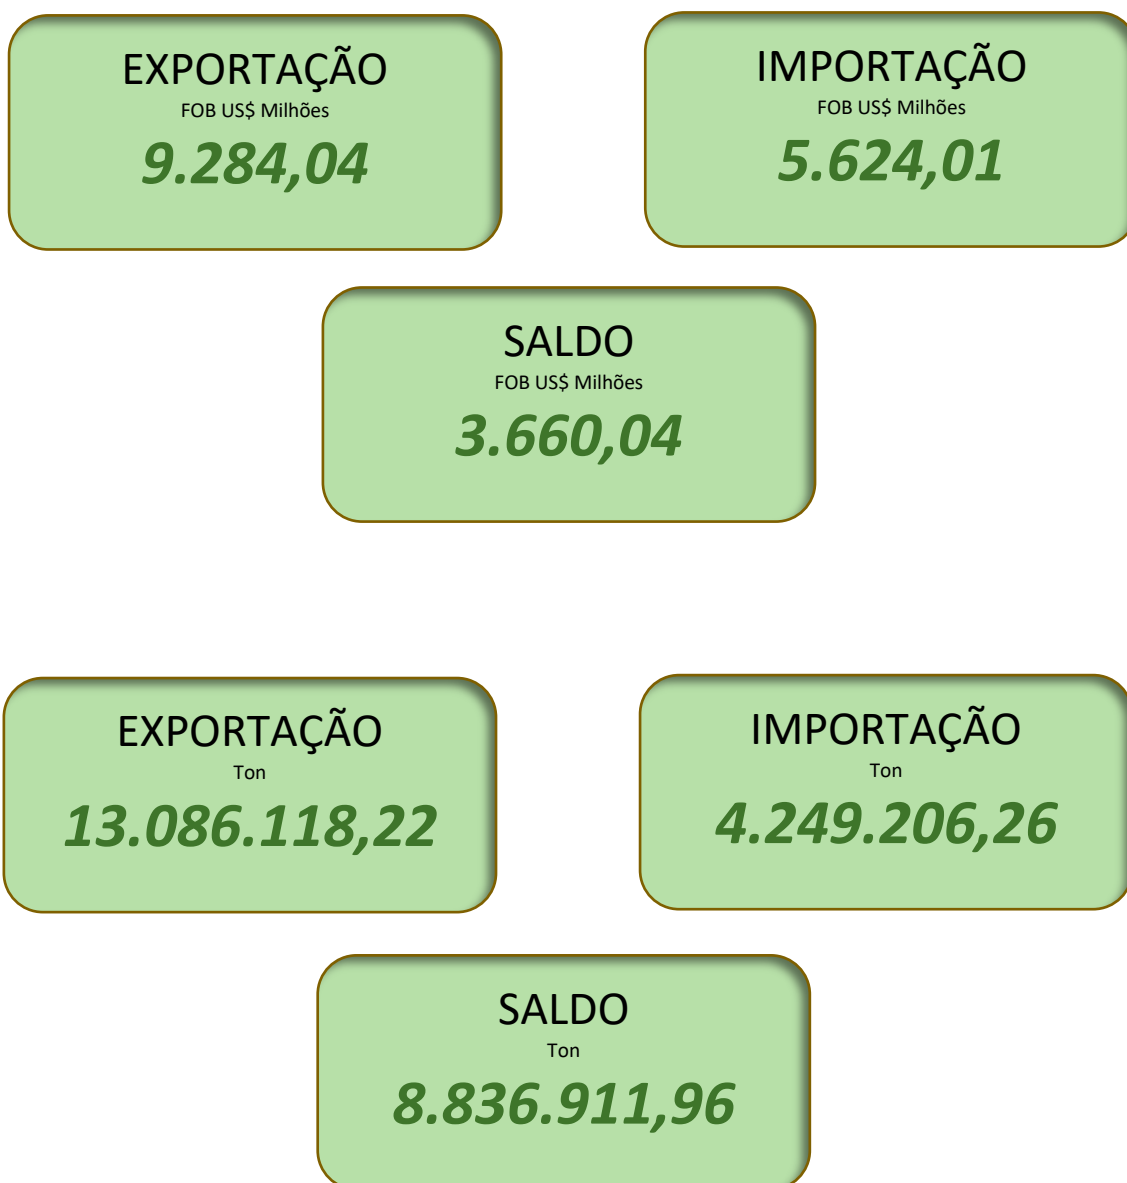 EXPORTAÇÃO
FOB US$ Milhões
9.284,04
IMPORTAÇÃO
FOB US$ Milhões
5.624,01
SALDO
FOB US$ Milhões
3.660,04
EXPORTAÇÃO
Ton
13.086.118,22
IMPORTAÇÃO
Ton
4.249.206,26
SALDO
Ton
8.836.911,96